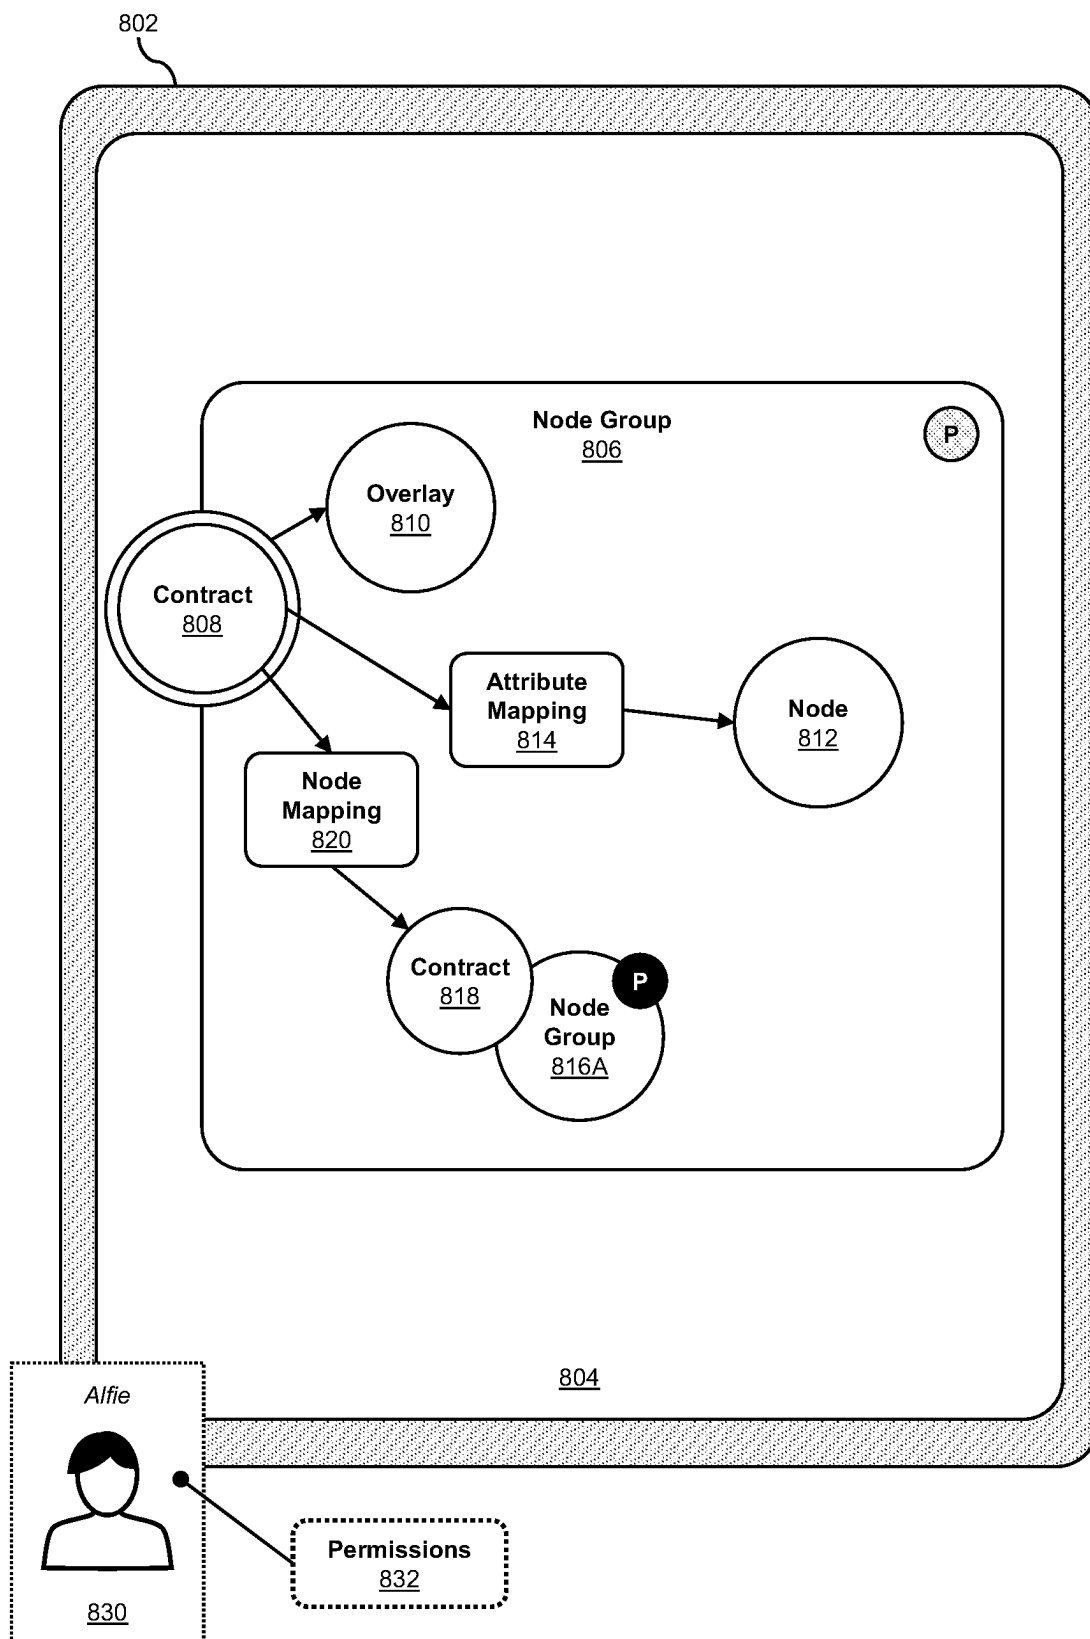 802
Node Group
806
P
Overlay
810
Contract
808
Attribute
Mapping
814
Node
812
Node
Mapping
820
Contract
818
P
Node
Group
816A
804
Alfie
830
Permissions
832